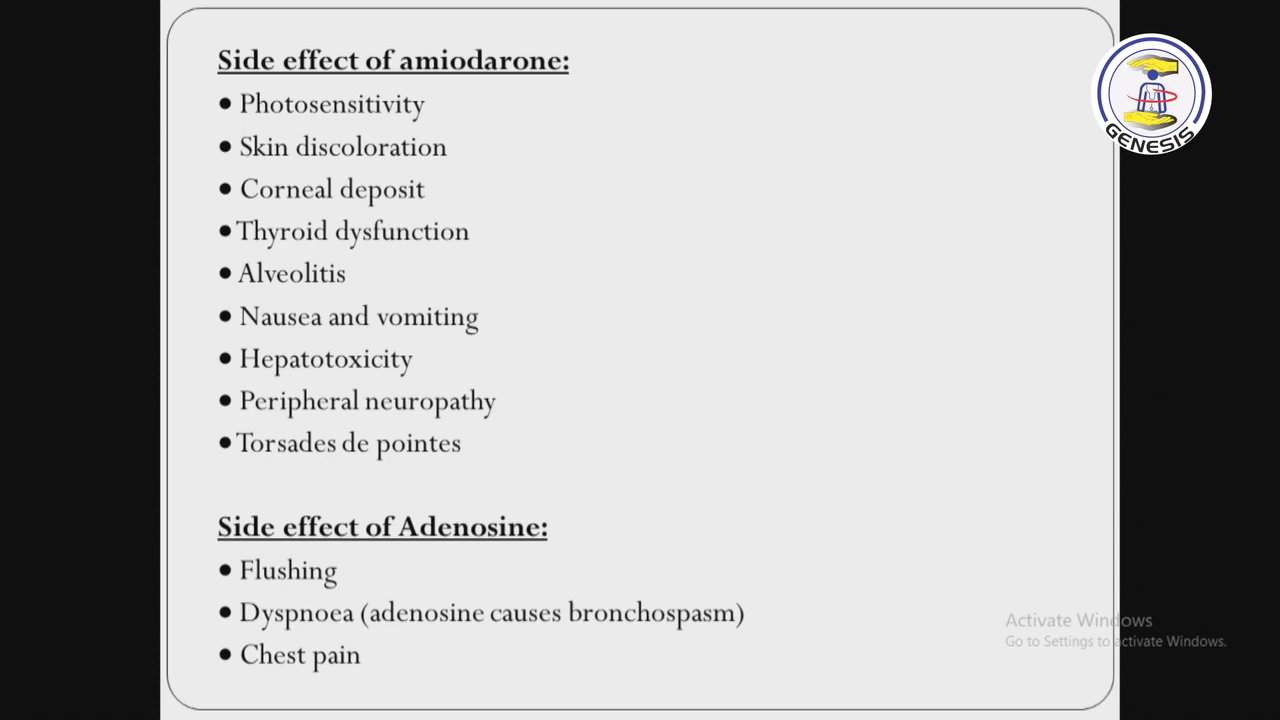 Side effect of amiodarone:
● Photosensitivity
● Skin discoloration
● Corneal deposit
● Thyroid dysfunction
● Alveolitis
● Nausea and vomiting
● Hepatotoxicity
● Peripheral neuropathy
● Torsades de pointes
Side effect of Adenosine:
● Flushing
● Dyspnoea (adenosine causes bronchospasm)
● Chest pain
GENESIS
Activate Windows
Go to Settings to activate Windows.